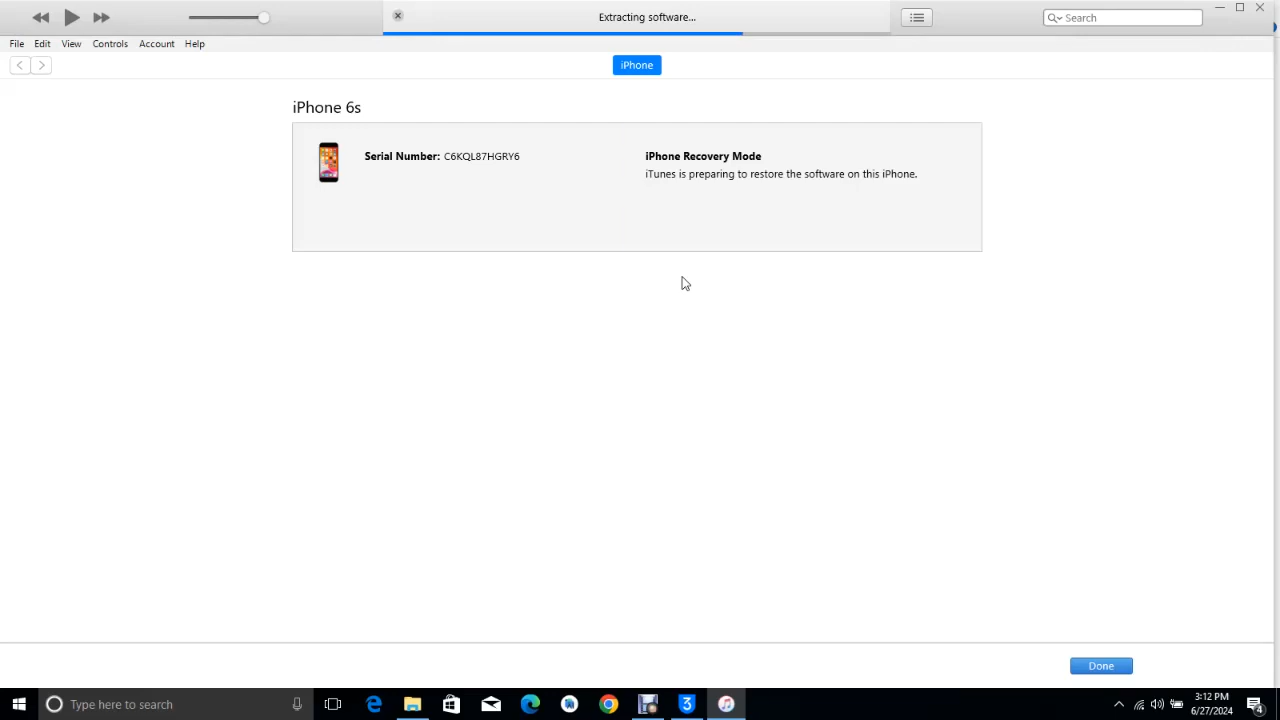 Extracting software...
Search
File Edit View Controls Account Help
iPhone
iPhone 6s
Serial Number: C6KQL87HGRY6
iPhone Recovery Mode
iTunes is preparing to restore the software on this iPhone.
Done
Type here to search
3
3:12 PM
6/27/2024
4